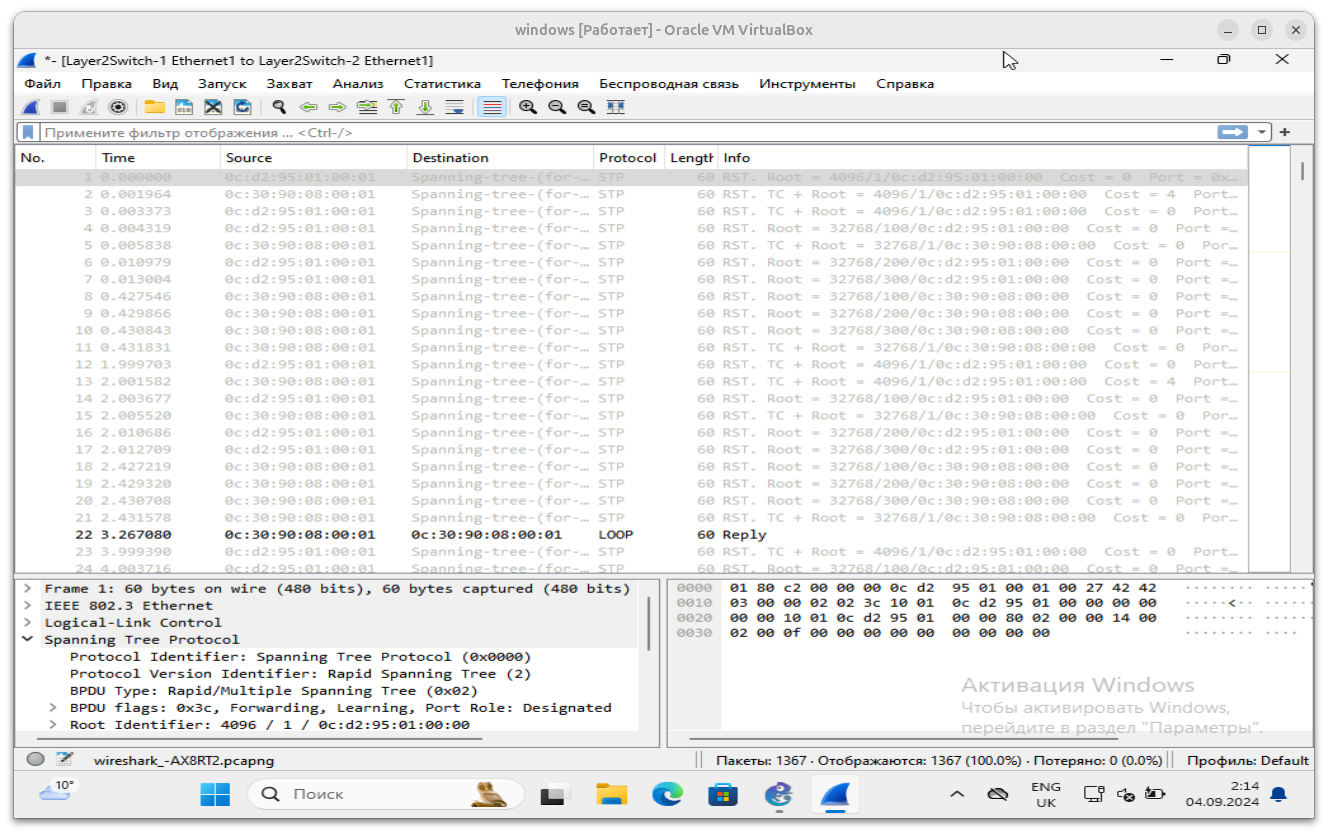 windows [Работает] - Oracle VM VirtualBox
*- [Layer2Switch-1 Ethernet1 to Layer2Switch-2 Ethernet1]
Файл Правка Вид Запуск Захват Анализ Статистика Телефония Беспроводная связь Инструменты Справка
Примените фильтр отображения ... <Ctrl-/>
No. Time Source Destination Protocol Length Info
1 0.000000 0c:d2:95:01:00:01 Spanning-tree-(for-… STP 60 RST. Root = 4096/1/0c:d2:95:01:00:00 Cost = 0 Port = 0x…
2 0.001964 0c:30:90:08:00:01 Spanning-tree-(for-… STP 60 RST. TC + Root = 4096/1/0c:d2:95:01:00:00 Cost = 4 Port…
3 0.003373 0c:d2:95:01:00:01 Spanning-tree-(for-… STP 60 RST. TC + Root = 4096/1/0c:d2:95:01:00:00 Cost = 0 Port…
4 0.004319 0c:d2:95:01:00:01 Spanning-tree-(for-… STP 60 RST. Root = 32768/100/0c:d2:95:01:00:00 Cost = 0 Port =…
5 0.005838 0c:30:90:08:00:01 Spanning-tree-(for-… STP 60 RST. TC + Root = 32768/1/0c:30:90:08:00:00 Cost = 0 Por…
6 0.010979 0c:d2:95:01:00:01 Spanning-tree-(for-… STP 60 RST. Root = 32768/200/0c:d2:95:01:00:00 Cost = 0 Port =…
7 0.013004 0c:d2:95:01:00:01 Spanning-tree-(for-… STP 60 RST. Root = 32768/300/0c:d2:95:01:00:00 Cost = 0 Port =…
8 0.427546 0c:30:90:08:00:01 Spanning-tree-(for-… STP 60 RST. Root = 32768/100/0c:30:90:08:00:00 Cost = 0 Port =…
9 0.429866 0c:30:90:08:00:01 Spanning-tree-(for-… STP 60 RST. Root = 32768/200/0c:30:90:08:00:00 Cost = 0 Port =…
10 0.430843 0c:30:90:08:00:01 Spanning-tree-(for-… STP 60 RST. Root = 32768/300/0c:30:90:08:00:00 Cost = 0 Port =…
11 0.431831 0c:30:90:08:00:01 Spanning-tree-(for-… STP 60 RST. TC + Root = 32768/1/0c:30:90:08:00:00 Cost = 0 Por…
12 1.999703 0c:d2:95:01:00:01 Spanning-tree-(for-… STP 60 RST. TC + Root = 4096/1/0c:d2:95:01:00:00 Cost = 0 Port…
13 2.001582 0c:30:90:08:00:01 Spanning-tree-(for-… STP 60 RST. TC + Root = 4096/1/0c:d2:95:01:00:00 Cost = 4 Port…
14 2.003677 0c:d2:95:01:00:01 Spanning-tree-(for-… STP 60 RST. Root = 32768/100/0c:d2:95:01:00:00 Cost = 0 Port =…
15 2.005520 0c:30:90:08:00:01 Spanning-tree-(for-… STP 60 RST. TC + Root = 32768/1/0c:30:90:08:00:00 Cost = 0 Por…
16 2.010686 0c:d2:95:01:00:01 Spanning-tree-(for-… STP 60 RST. Root = 32768/200/0c:d2:95:01:00:00 Cost = 0 Port =…
17 2.012709 0c:d2:95:01:00:01 Spanning-tree-(for-… STP 60 RST. Root = 32768/300/0c:d2:95:01:00:00 Cost = 0 Port =…
18 2.427219 0c:30:90:08:00:01 Spanning-tree-(for-… STP 60 RST. Root = 32768/100/0c:30:90:08:00:00 Cost = 0 Port =…
19 2.429320 0c:30:90:08:00:01 Spanning-tree-(for-… STP 60 RST. Root = 32768/200/0c:30:90:08:00:00 Cost = 0 Port =…
20 2.430708 0c:30:90:08:00:01 Spanning-tree-(for-… STP 60 RST. Root = 32768/300/0c:30:90:08:00:00 Cost = 0 Port =…
21 2.431578 0c:30:90:08:00:01 Spanning-tree-(for-… STP 60 RST. TC + Root = 32768/1/0c:30:90:08:00:00 Cost = 0 Por…
22 3.267080 0c:30:90:08:00:01 0c:30:90:08:00:01 LOOP 60 Reply
23 3.999390 0c:30:90:08:00:01 Spanning-tree-(for-… STP 60 RST. TC + Root = 4096/1/0c:d2:95:01:00:00 Cost = 4 Port…
24 4.003716 0c:d2:95:01:00:01 Spanning-tree-(for-… STP 60 RST. Root = 32768/100/0c:d2:95:01:00:00 Cost = 0 Port =…
Frame 1: 60 bytes on wire (480 bits), 60 bytes captured (480 bits)
IEEE 802.3 Ethernet
Logical-Link Control
Spanning Tree Protocol
Protocol Identifier: Spanning Tree Protocol (0x0000)
Protocol Version Identifier: Rapid Spanning Tree (2)
BPDU Type: Rapid/Multiple Spanning Tree (0x02)
BPDU flags: 0x3c, Forwarding, Learning, Port Role: Designated
Root Identifier: 4096 / 1 / 0c:d2:95:01:00:00
0000 01 80 c2 00 00 00 0c d2 95 01 00 01 00 27 42 42 ········ ·····'
0010 03 00 00 02 02 3c 10 01 0c d2 95 01 00 00 00 00 ·····<·· ······
0020 00 00 10 01 0c d2 95 01 00 00 80 02 00 00 14 00 ········ ······
0030 02 00 0f 00 00 00 00 00 00 00 00 00 ········ ····
Активация Windows
Чтобы активировать Windows,
перейдите в раздел "Параметры".
wireshark_-AX8RT2.pcapng Пакеты: 1367 · Отображаются: 1367 (100.0%) · Потеряно: 0 (0.0%) Профиль: Default
10°
Поиск
ENG
UK
2:14
04.09.2024